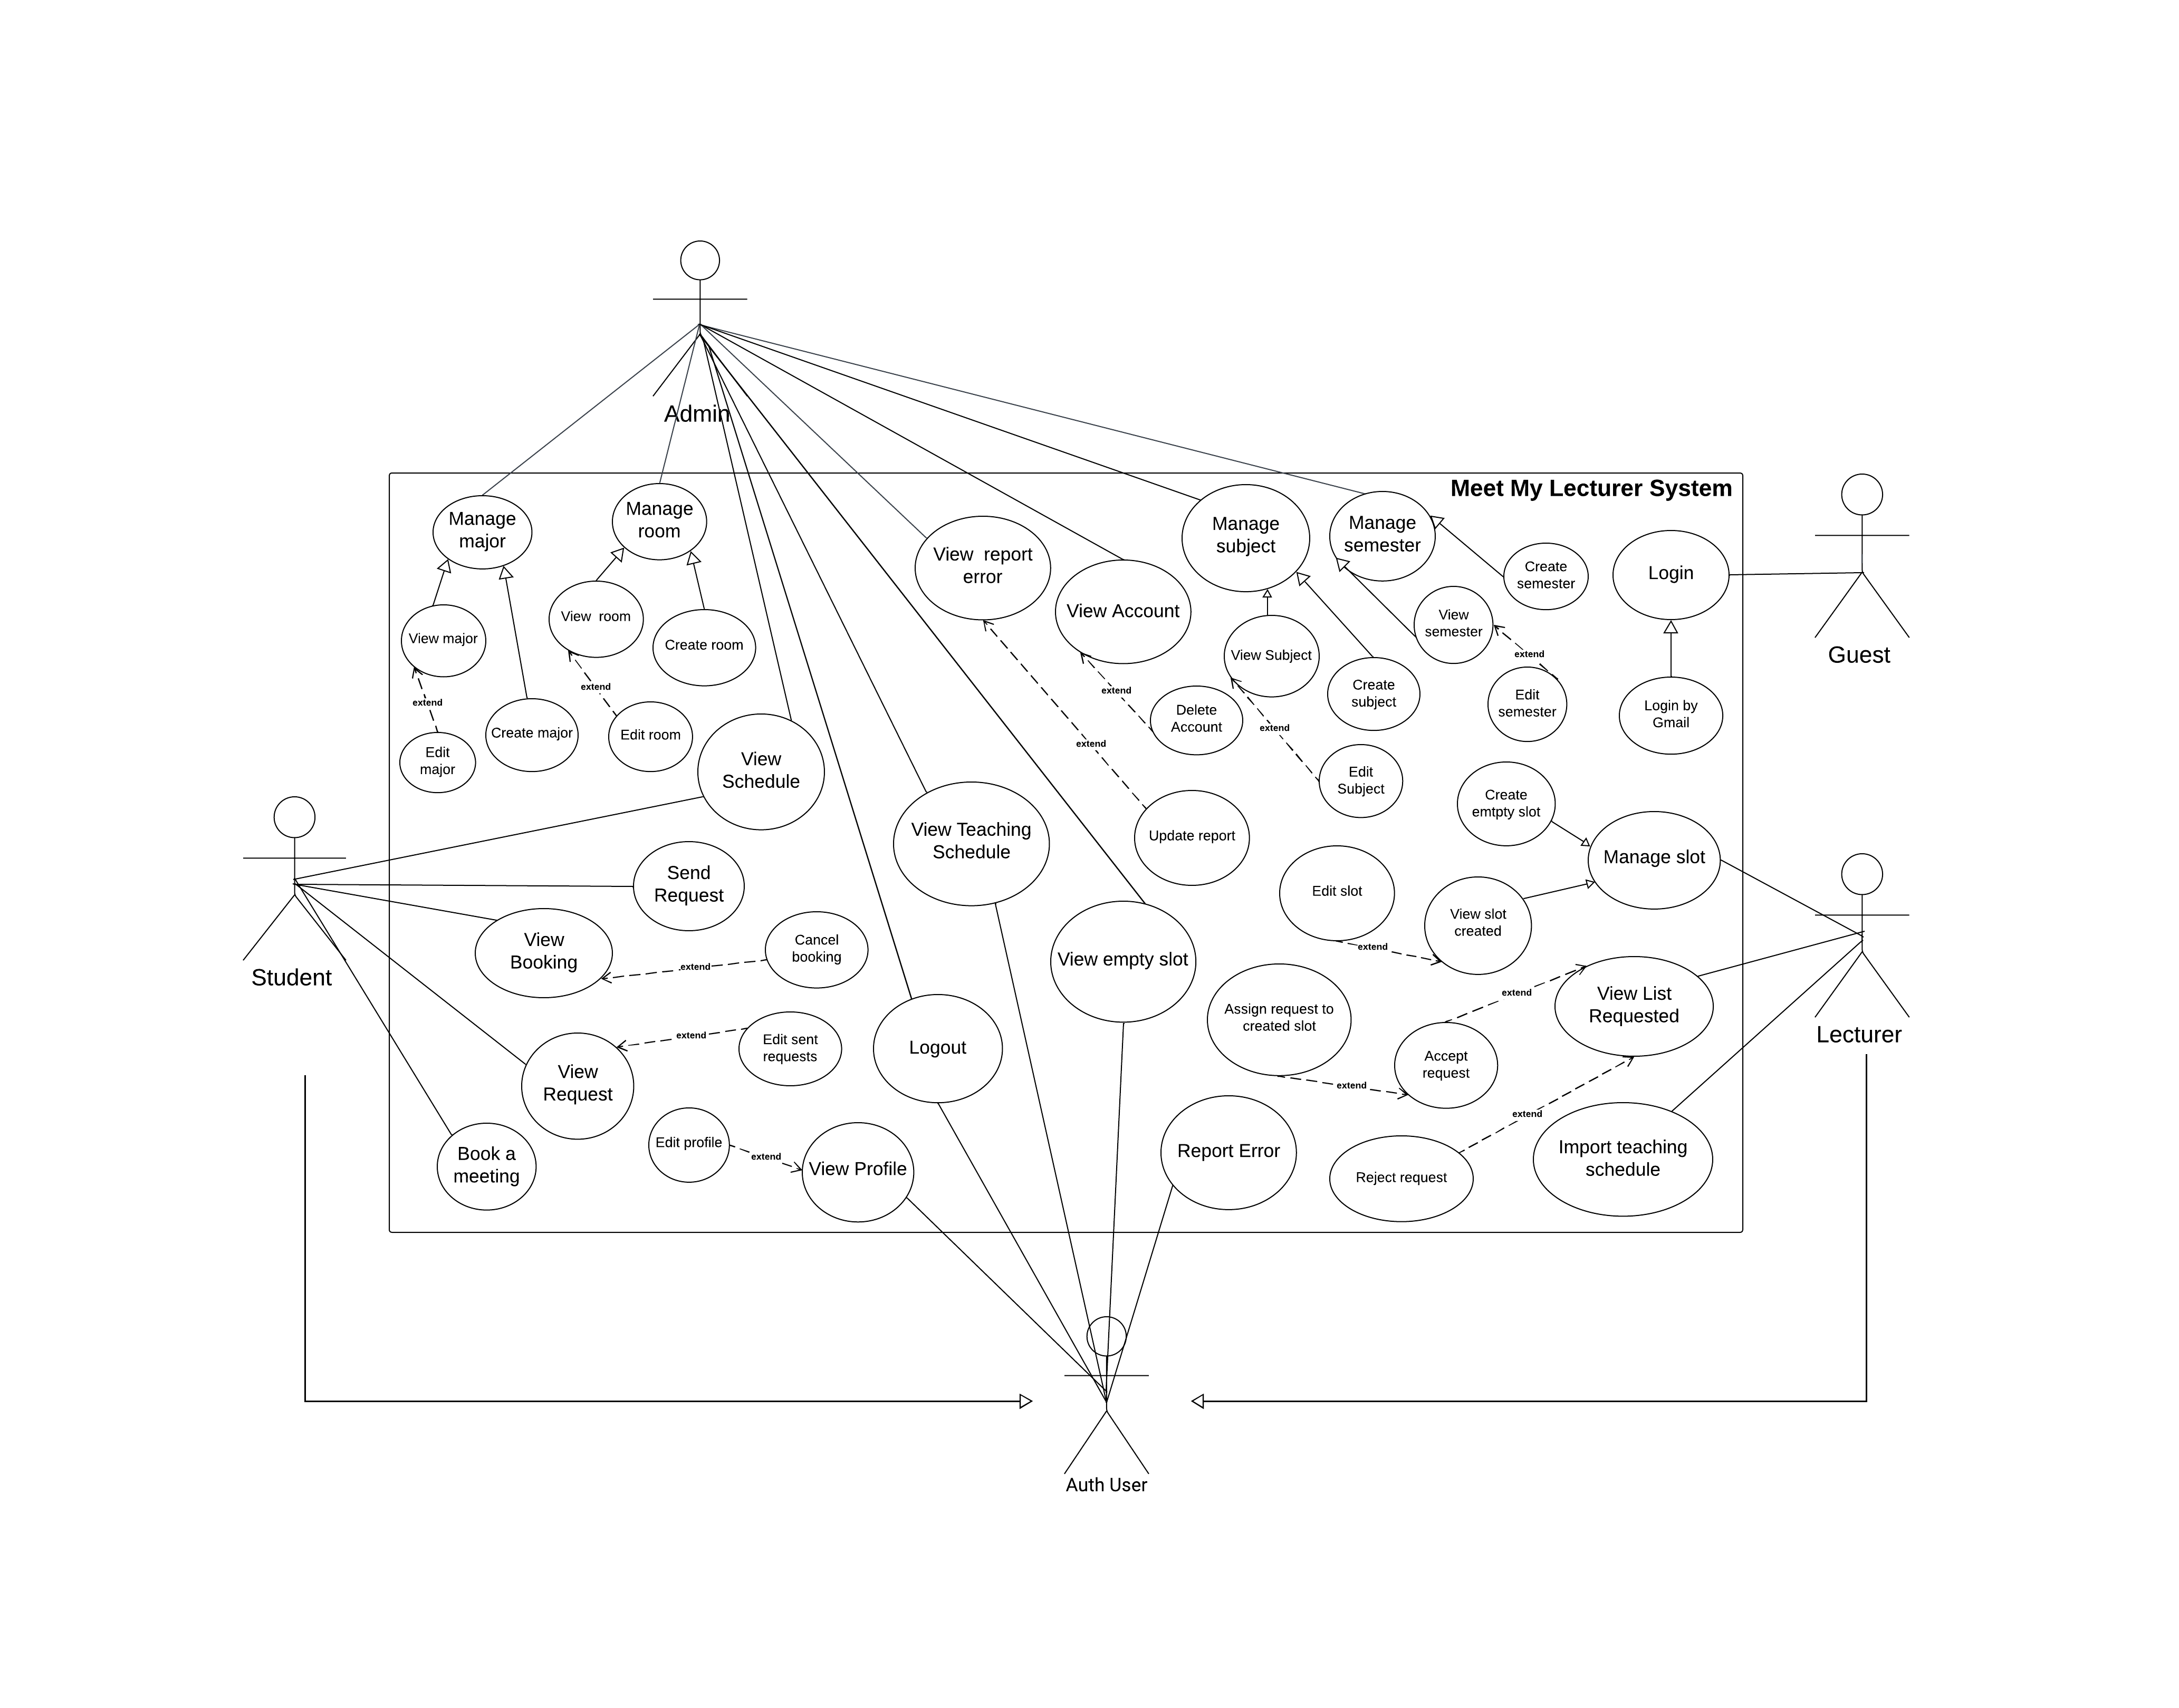 Admin
Meet My Lecturer System
Manage
major
Manage
room
View  report
error
View Account
Manage
subject
Manage
semester
Create
semester
Login
Guest
View major
View  room
Create room
View Subject
View
semester
extend
extend
extend
extend
Edit
major
Create major
Edit room
View
Schedule
Delete
Account
Create
subject
Edit
semester
Login by
Gmail
extend
extend
Edit
Subject
Create
emtpty slot
View Teaching
Schedule
Update report
Manage slot
Send
Request
Edit slot
View slot
created
extend
Student
View
Booking
Cancel
booking
extend
View empty slot
extend
View List
Requested
Lecturer
Assign request to
created slot
Accept
request
extend
extend
Edit sent
requests
View
Request
Logout
extend
Reject request
Import teaching
schedule
Book a
meeting
Edit profile
extend
View Profile
Report Error
Auth User